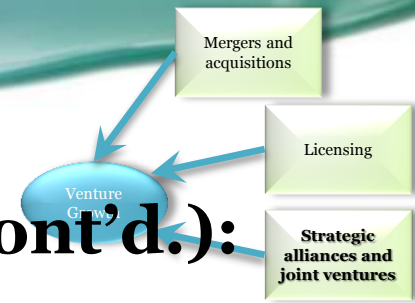 Mergers and
acquisitions
Licensing
Venture
Growth
ont’d.):
Strategic
alliances and
joint ventures